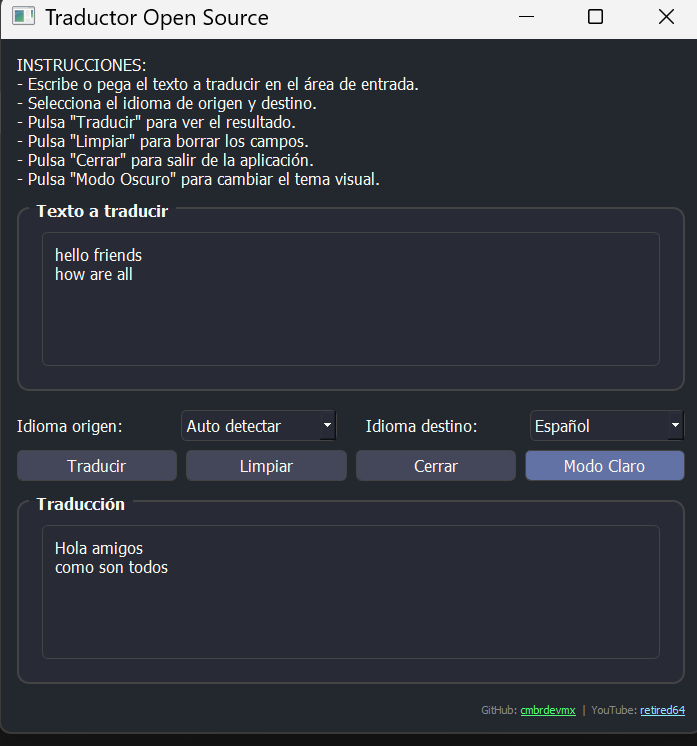 Traductor Open Source
INSTRUCCIONES:
- Escribe o pega el texto a traducir en el área de entrada.
- Selecciona el idioma de origen y destino.
- Pulsa "Traducir" para ver el resultado.
- Pulsa "Limpiar" para borrar los campos.
- Pulsa "Cerrar" para salir de la aplicación.
- Pulsa "Modo Oscuro" para cambiar el tema visual.
Texto a traducir
hello friends
how are all
Idioma origen: Auto detectar Idioma destino: Español
Traducir Limpiar Cerrar Modo Claro
Traducción
Hola amigos
como son todos
GitHub: cmbrdevmx | YouTube: retired64